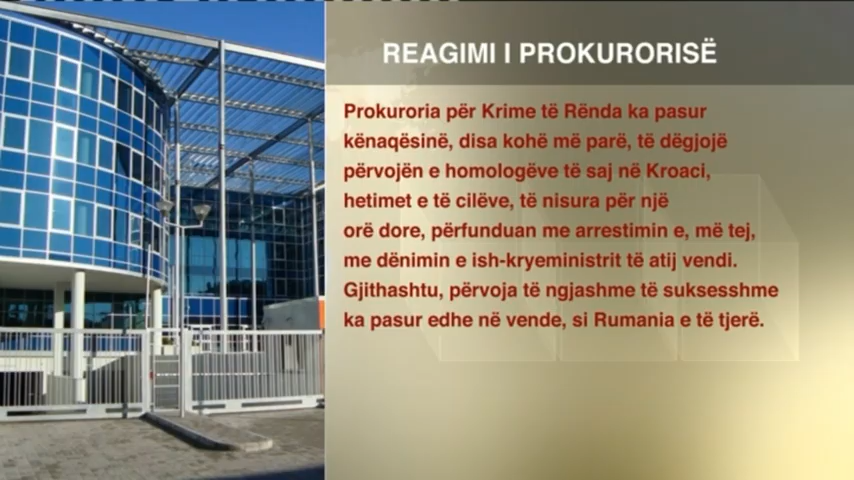 REAGIMI I PROKURORISË
Prokuroria për Krime të Rënda ka pasur
kënaqësinë, disa kohë më parë, të dëgjojë
përvojën e homologëve të saj në Kroaci,
hetimet e të cilëve, të nisura për një
orë dore, përfunduan me arrestimin e, më tej,
me dënimin e ish-kryeministrit të atij vendi.
Gjithashtu, përvoja të ngjashme të suksesshme
ka pasur edhe në vende, si Rumania e të tjerë.